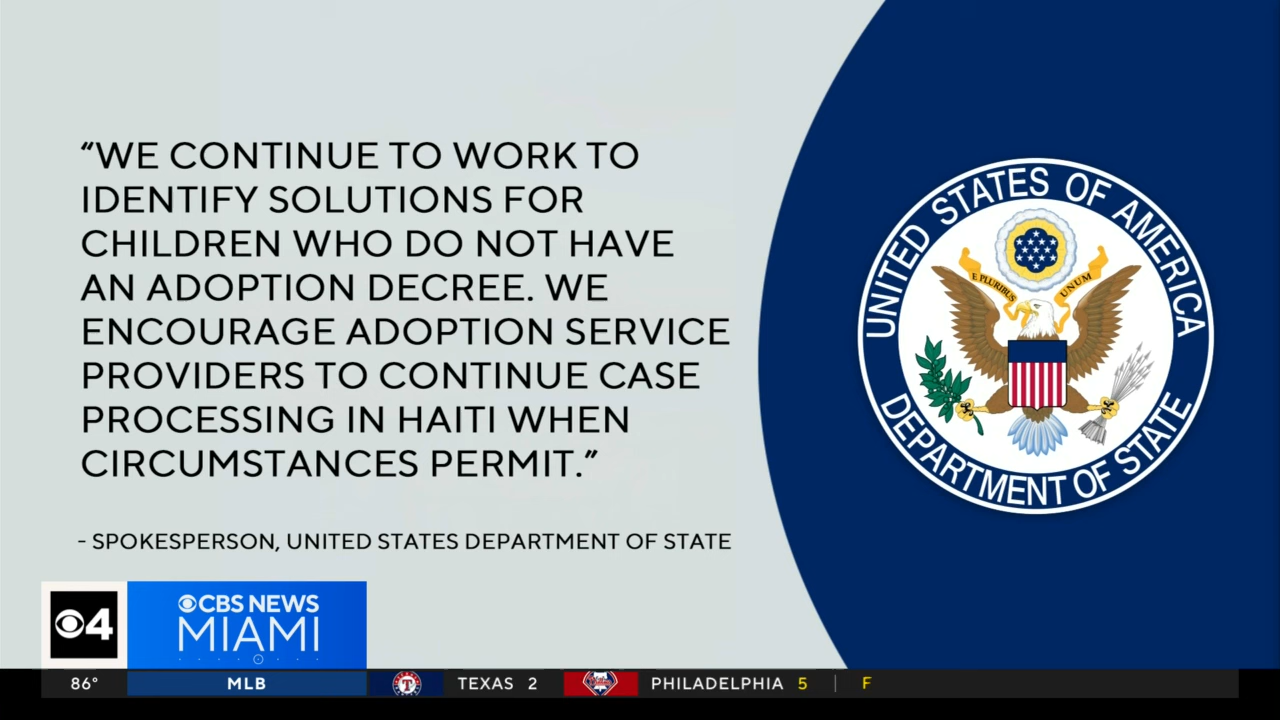 “WE CONTINUE TO WORK TO
IDENTIFY SOLUTIONS FOR
CHILDREN WHO DO NOT HAVE
AN ADOPTION DECREE. WE
ENCOURAGE ADOPTION SERVICE
PROVIDERS TO CONTINUE CASE
PROCESSING IN HAITI WHEN
CIRCUMSTANCES PERMIT.”
- SPOKESPERSON, UNITED STATES DEPARTMENT OF STATE
UNITED STATES OF AMERICA
E PLURIBUS UNUM
DEPARTMENT OF STATE
4
CBS NEWS
MIAMI
86° MLB TEXAS 2 Phillies PHILADELPHIA 5 | F